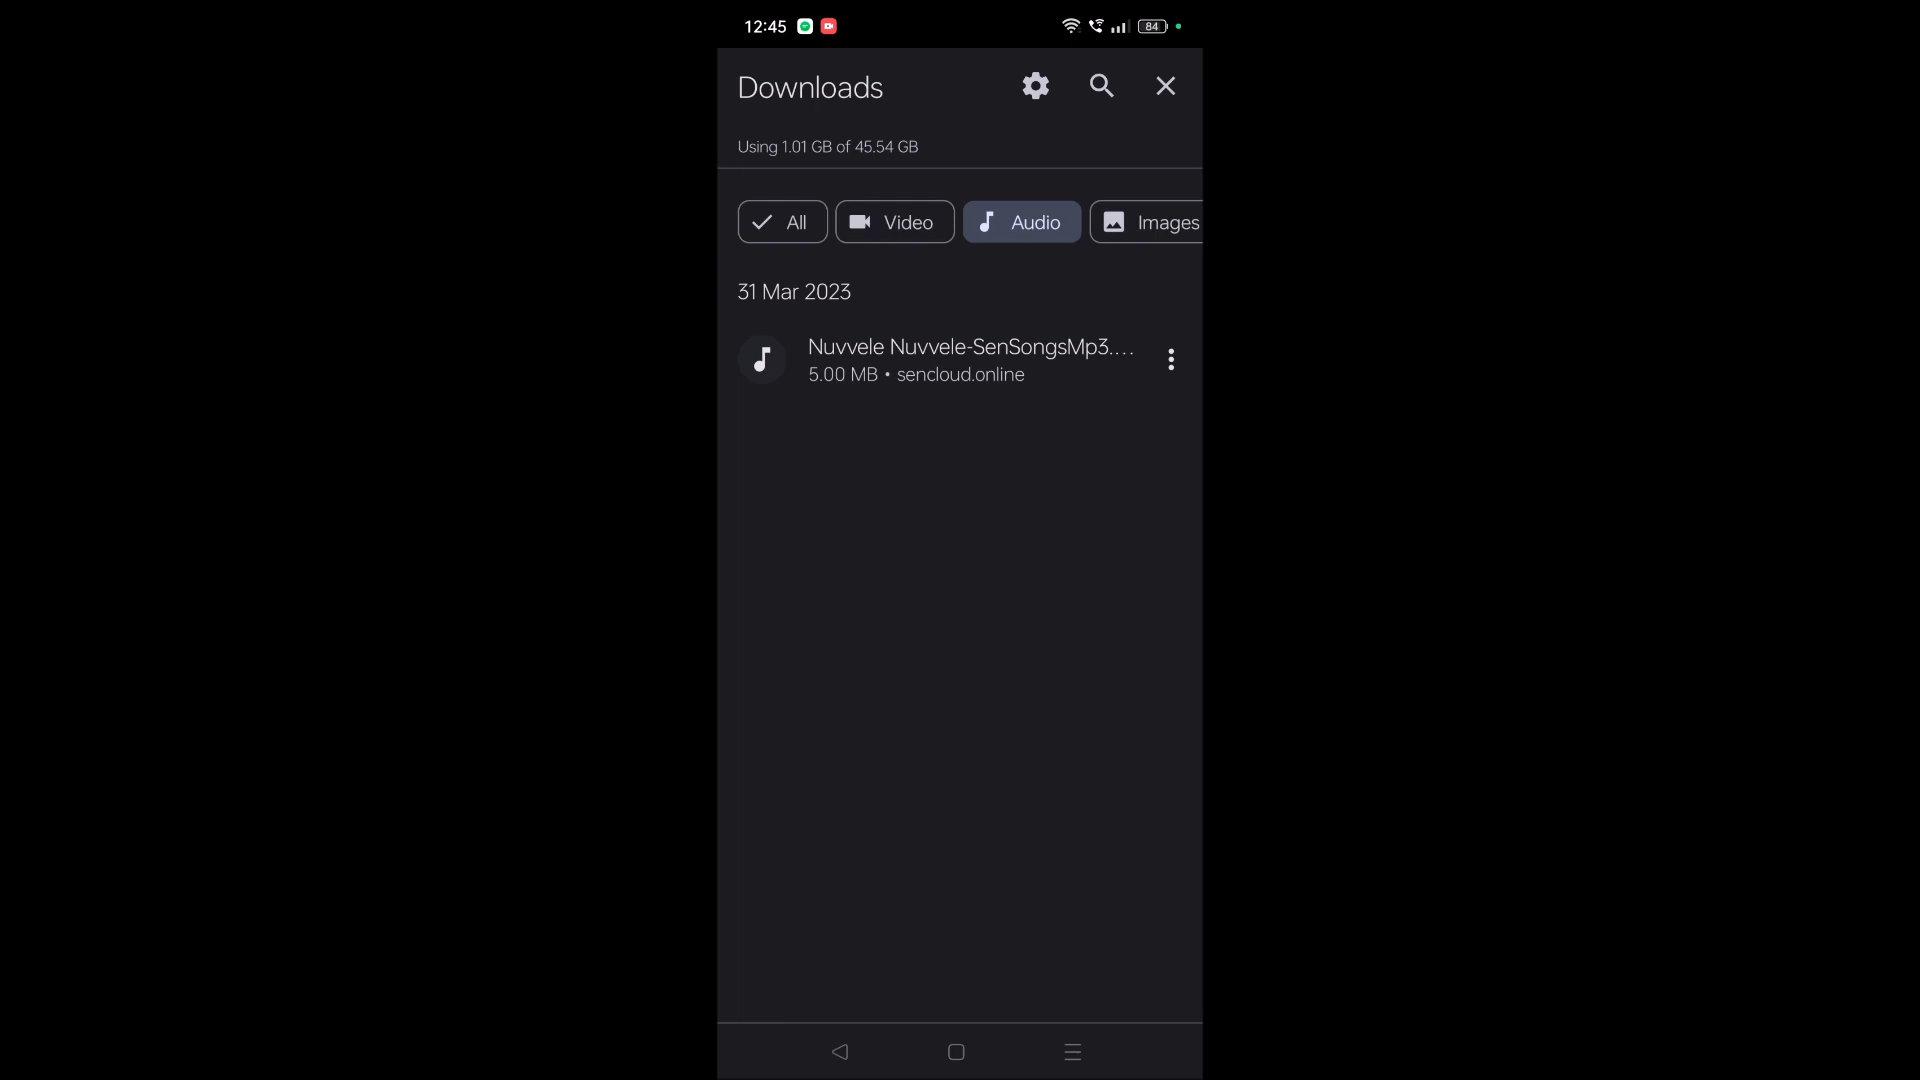 12:45
84
Downloads
Using 1.01 GB of 45.54 GB
All
Video
Audio
Images
31 Mar 2023
Nuvvele Nuvvele-SenSongsMp3....
5.00 MB • sencloud.online